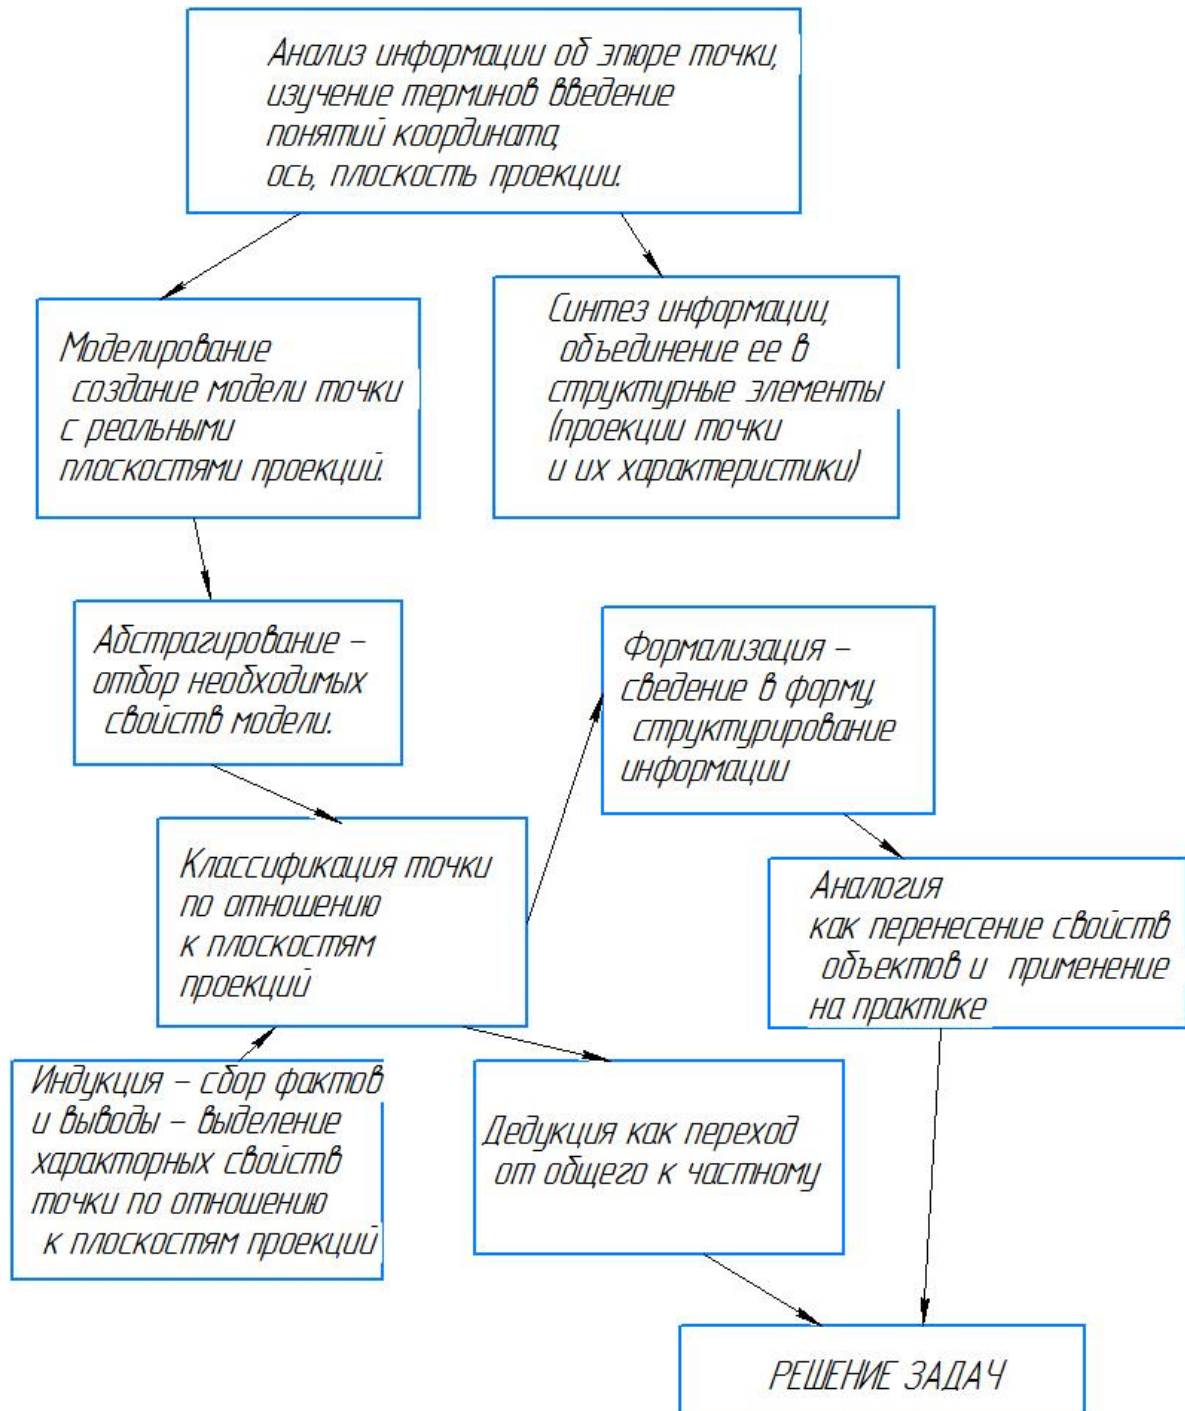 Анализ информации об эпюре точки,
изучение терминов введение
понятий координата,
ось, плоскость проекции.
Моделирование
создание модели точки
с реальными
плоскостями проекций.
Синтез информации,
объединение ее в
структурные элементы
(проекции точки
и их характеристики)
Абстрагирование –
отбор необходимых
свойств модели.
Формализация –
сведение в форму,
структурирование
информации
Классификация точки
по отношению
к плоскостям
проекций
Аналогия
как перенесение свойств
объектов и применение
на практике
Индукция – сбор фактов
и выводы – выделение
характорных свойств
точки по отношению
к плоскостям проекций
Дедукция как переход
от общего к частному
РЕШЕНИЕ ЗАДАЧ